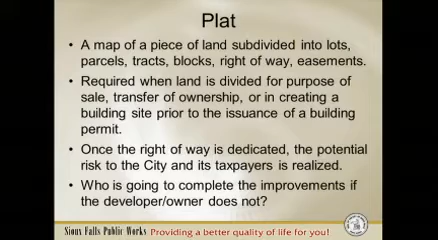 Plat
• A map of a piece of land subdivided into lots,
parcels, tracts, blocks, right of way, easements.
• Required when land is divided for purpose of
sale, transfer of ownership, or in creating a
building site prior to the issuance of a building
permit.
• Once the right of way is dedicated, the potential
risk to the City and its taxpayers is realized.
• Who is going to complete the improvements if
the developer/owner does not?
Sioux Falls Public Works Providing a better quality of life for you!